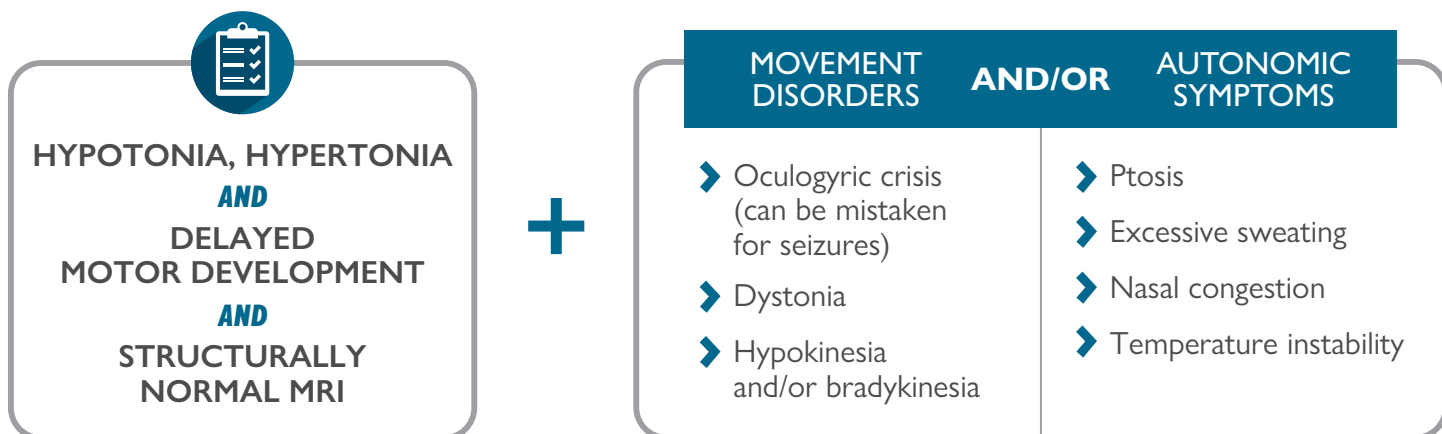 HYPOTONIA, HYPERTONIA
AND
DELAYED
MOTOR DEVELOPMENT
AND
STRUCTURALLY
NORMAL MRI
+
MOVEMENT
DISORDERS
AND/OR
AUTONOMIC
SYMPTOMS
Oculogyric crisis
(can be mistaken
for seizures)
Dystonia
Hypokinesia
and/or bradykinesia
Ptosis
Excessive sweating
Nasal congestion
Temperature instability